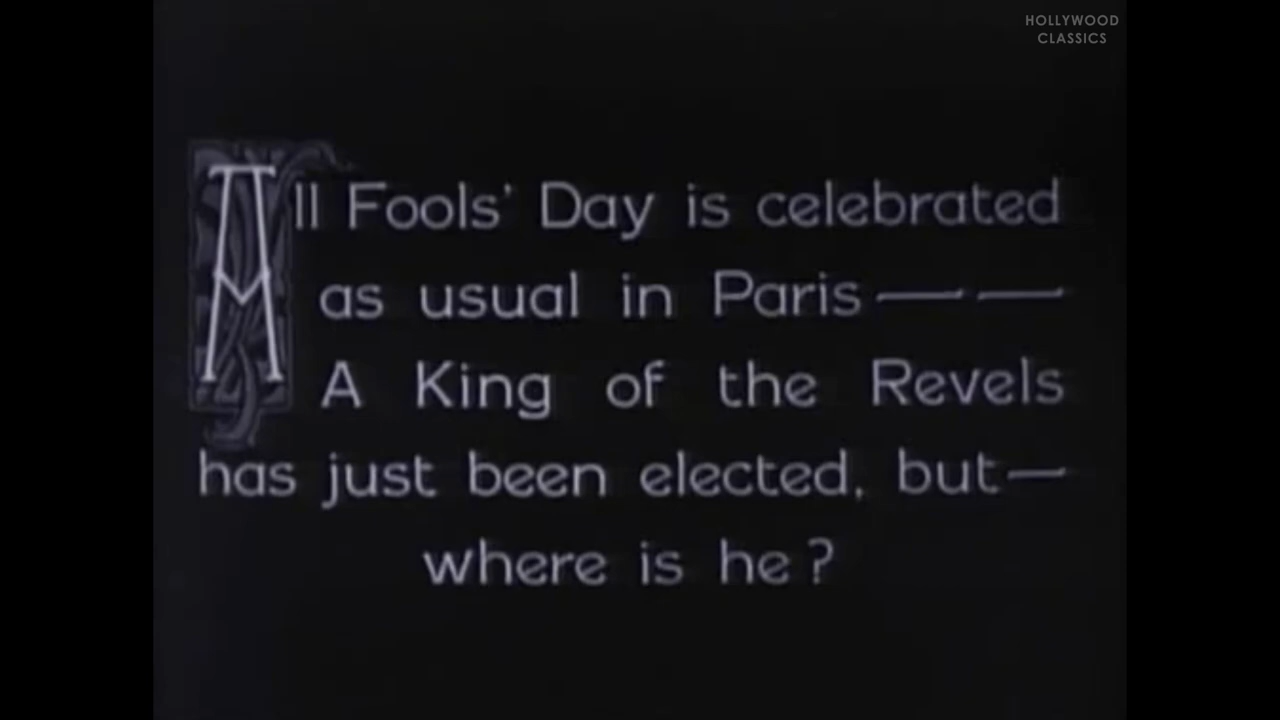 HOLLYWOOD
CLASSICS
All Fools' Day is celebrated
as usual in Paris — —
A King of the Revels
has just been elected, but —
where is he?